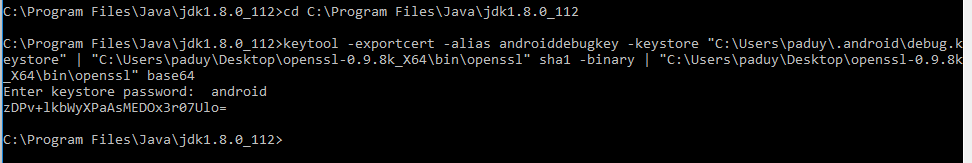 C:\Program Files\Java\jdk1.8.0_112>cd C:\Program Files\Java\jdk1.8.0_112
C:\Program Files\Java\jdk1.8.0_112>keytool -exportcert -alias androiddebugkey -keystore "C:\Users\paduy\.android\debug.k
eystore" | "C:\Users\paduy\Desktop\openssl-0.9.8k_X64\bin\openssl" sha1 -binary | "C:\Users\paduy\Desktop\openssl-0.9.8k
_X64\bin\openssl" base64
Enter keystore password:  android
zDPv+lkbWyXPaAsMEDOx3r07Ulo=
C:\Program Files\Java\jdk1.8.0_112>